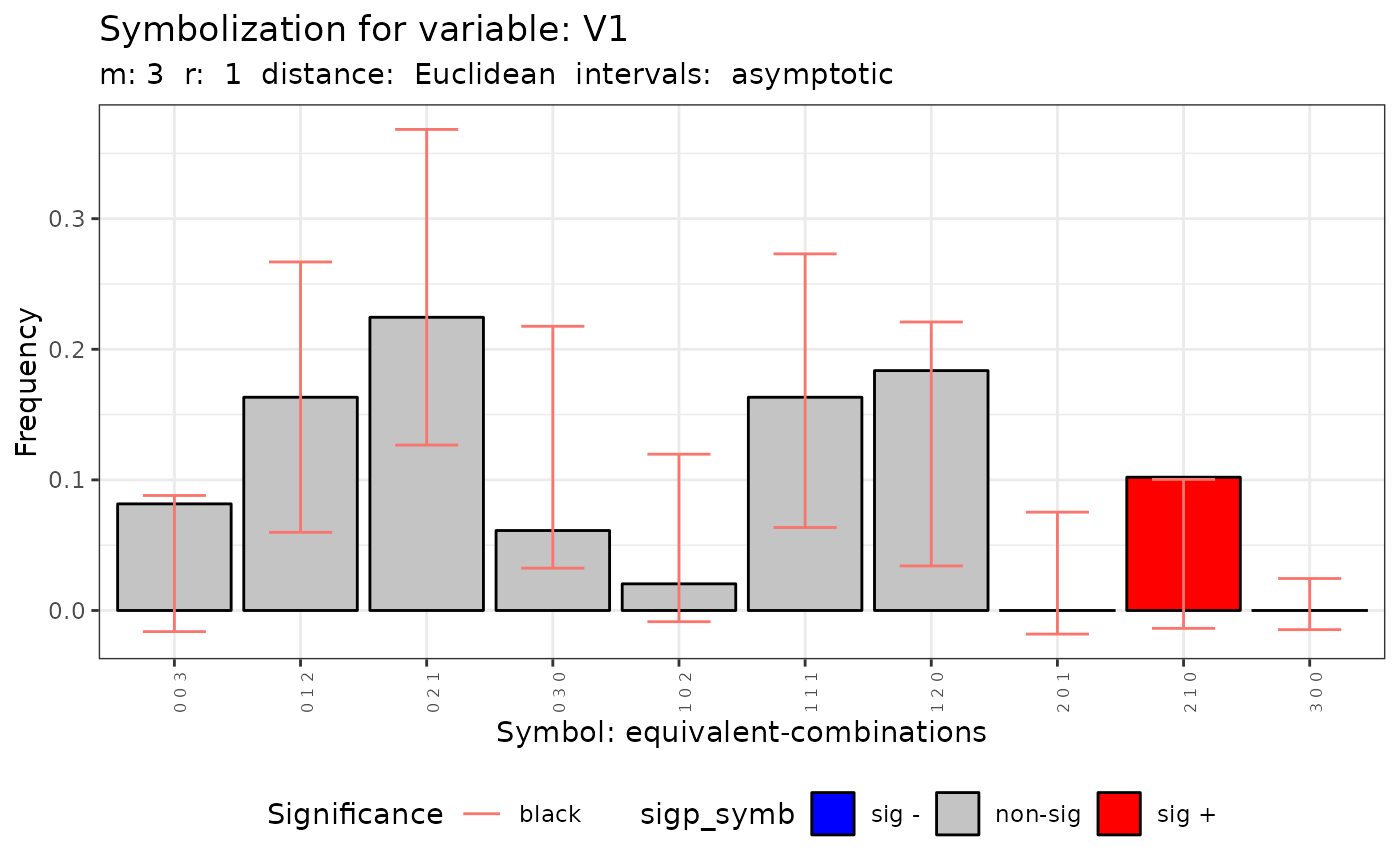 Symbolization for variable: V1
m: 3 r: 1 distance: Euclidean intervals: asymptotic
Frequency
0.3
0.2
0.1
0.0
0 0 3
0 1 2
0 2 1
0 3 0
1 0 2
1 1 1
1 2 0
2 0 1
2 1 0
3 0 0
Symbol: equivalent-combinations
Significance black sigp_symb sig - non-sig sig +